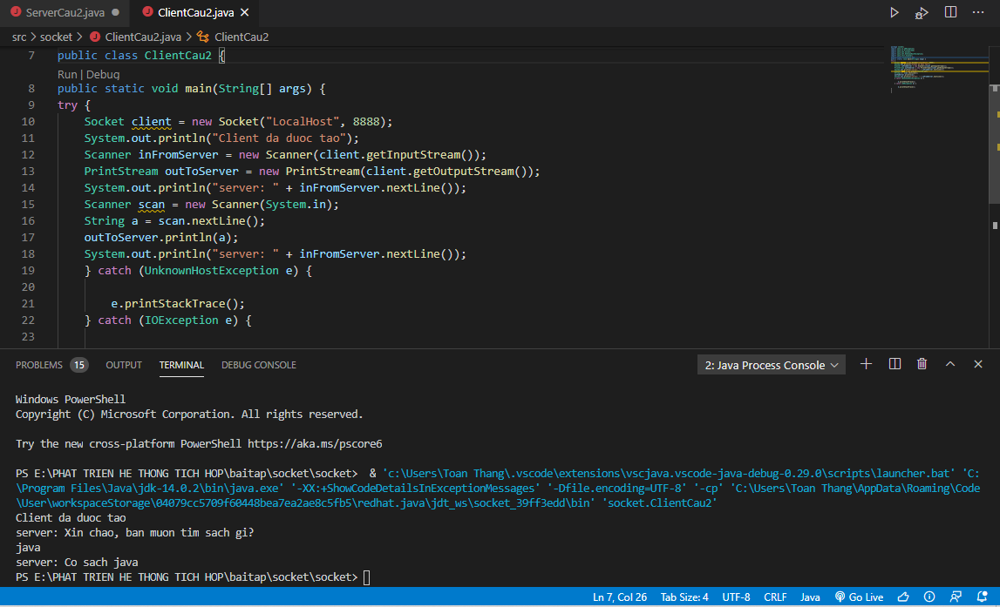 ServerCau2.java ClientCau2.java
src > socket > ClientCau2.java > ClientCau2
7 public class ClientCau2 {
Run | Debug
8 public static void main(String[] args) {
9 try {
10 Socket client = new Socket("LocalHost", 8888);
11 System.out.println("Client da duoc tao");
12 Scanner inFromServer = new Scanner(client.getInputStream());
13 PrintStream outToServer = new PrintStream(client.getOutputStream());
14 System.out.println("server: " + inFromServer.nextLine());
15 Scanner scan = new Scanner(System.in);
16 String a = scan.nextLine();
17 outToServer.println(a);
18 System.out.println("server: " + inFromServer.nextLine());
19 } catch (UnknownHostException e) {
20
21 e.printStackTrace();
22 } catch (IOException e) {
23
PROBLEMS 15 OUTPUT TERMINAL DEBUG CONSOLE 2: Java Process Console
Windows PowerShell
Copyright (C) Microsoft Corporation. All rights reserved.
Try the new cross-platform PowerShell https://aka.ms/pscore6
PS E:\PHAT TRIEN HE THONG TICH HOP\baitap\socket\socket> & 'c:\Users\Toan Thang\.vscode\extensions\vscjava.vscode-java-debug-0.29.0\scripts\launcher.bat' 'C:
\Program Files\Java\jdk-14.0.2\bin\java.exe' '-XX:+ShowCodeDetailsInExceptionMessages' '-Dfile.encoding=UTF-8' '-cp' 'C:\Users\Toan Thang\AppData\Roaming\Code
\User\workspaceStorage\04079cc5709f60448bea7ea2ae8c5fb5\redhat.java\jdt_ws\socket_39ff3edd\bin' 'socket.ClientCau2'
Client da duoc tao
server: Xin chao, ban muon tim sach gi?
java
server: Co sach java
PS E:\PHAT TRIEN HE THONG TICH HOP\baitap\socket\socket>
Ln 7, Col 26 Tab Size: 4 UTF-8 CRLF Java Go Live